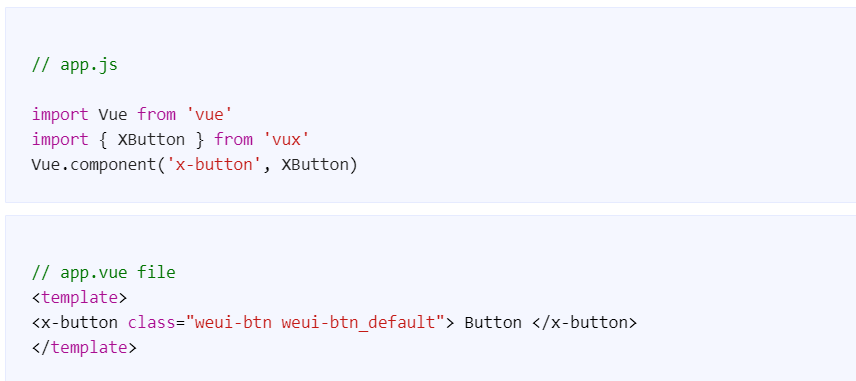 // app.js
import Vue from 'vue'
import { XButton } from 'vux'
Vue.component('x-button', XButton)
// app.vue file
<template>
<x-button class="weui-btn weui-btn_default"> Button </x-button>
</template>